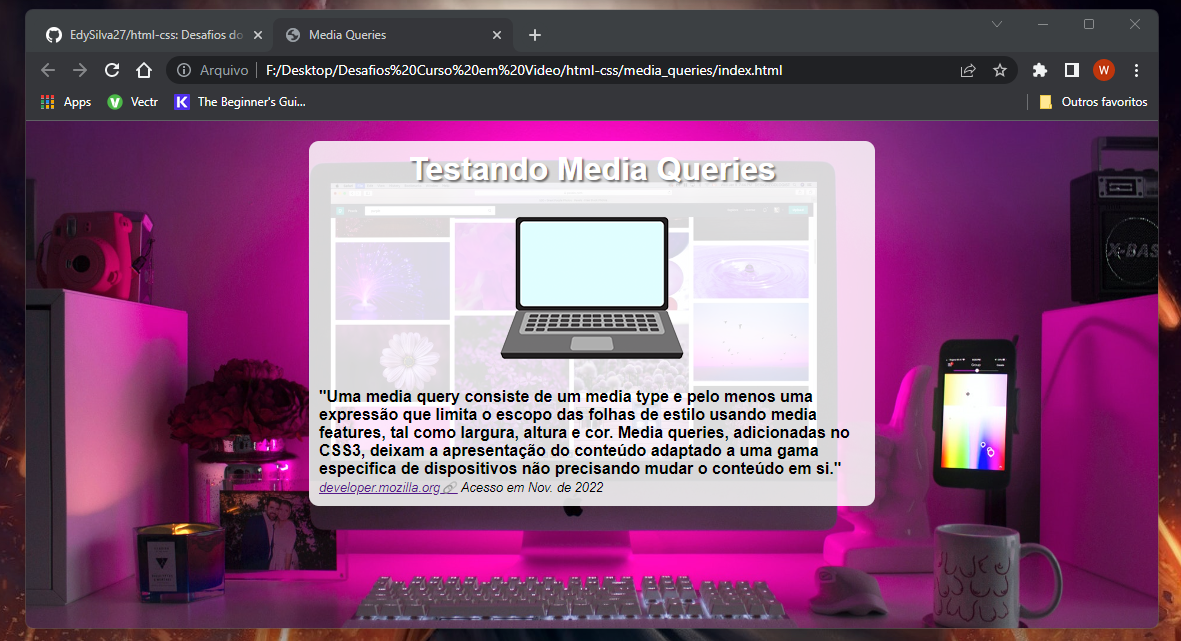 EdySilva27/html-css: Desafios do
Media Queries
Arquivo
F:/Desktop/Desafios%20Curso%20em%20Video/html-css/media_queries/index.html
W
Apps
Vectr
K
The Beginner's Gui...
Outros favoritos
Testando Media Queries
X-BAS
"Uma media query consiste de um media type e pelo menos uma
expressão que limita o escopo das folhas de estilo usando media
features, tal como largura, altura e cor. Media queries, adicionadas no
CSS3, deixam a apresentação do conteúdo adaptado a uma gama
especifica de dispositivos não precisando mudar o conteúdo em si."
developer.mozilla.org Acesso em Nov. de 2022